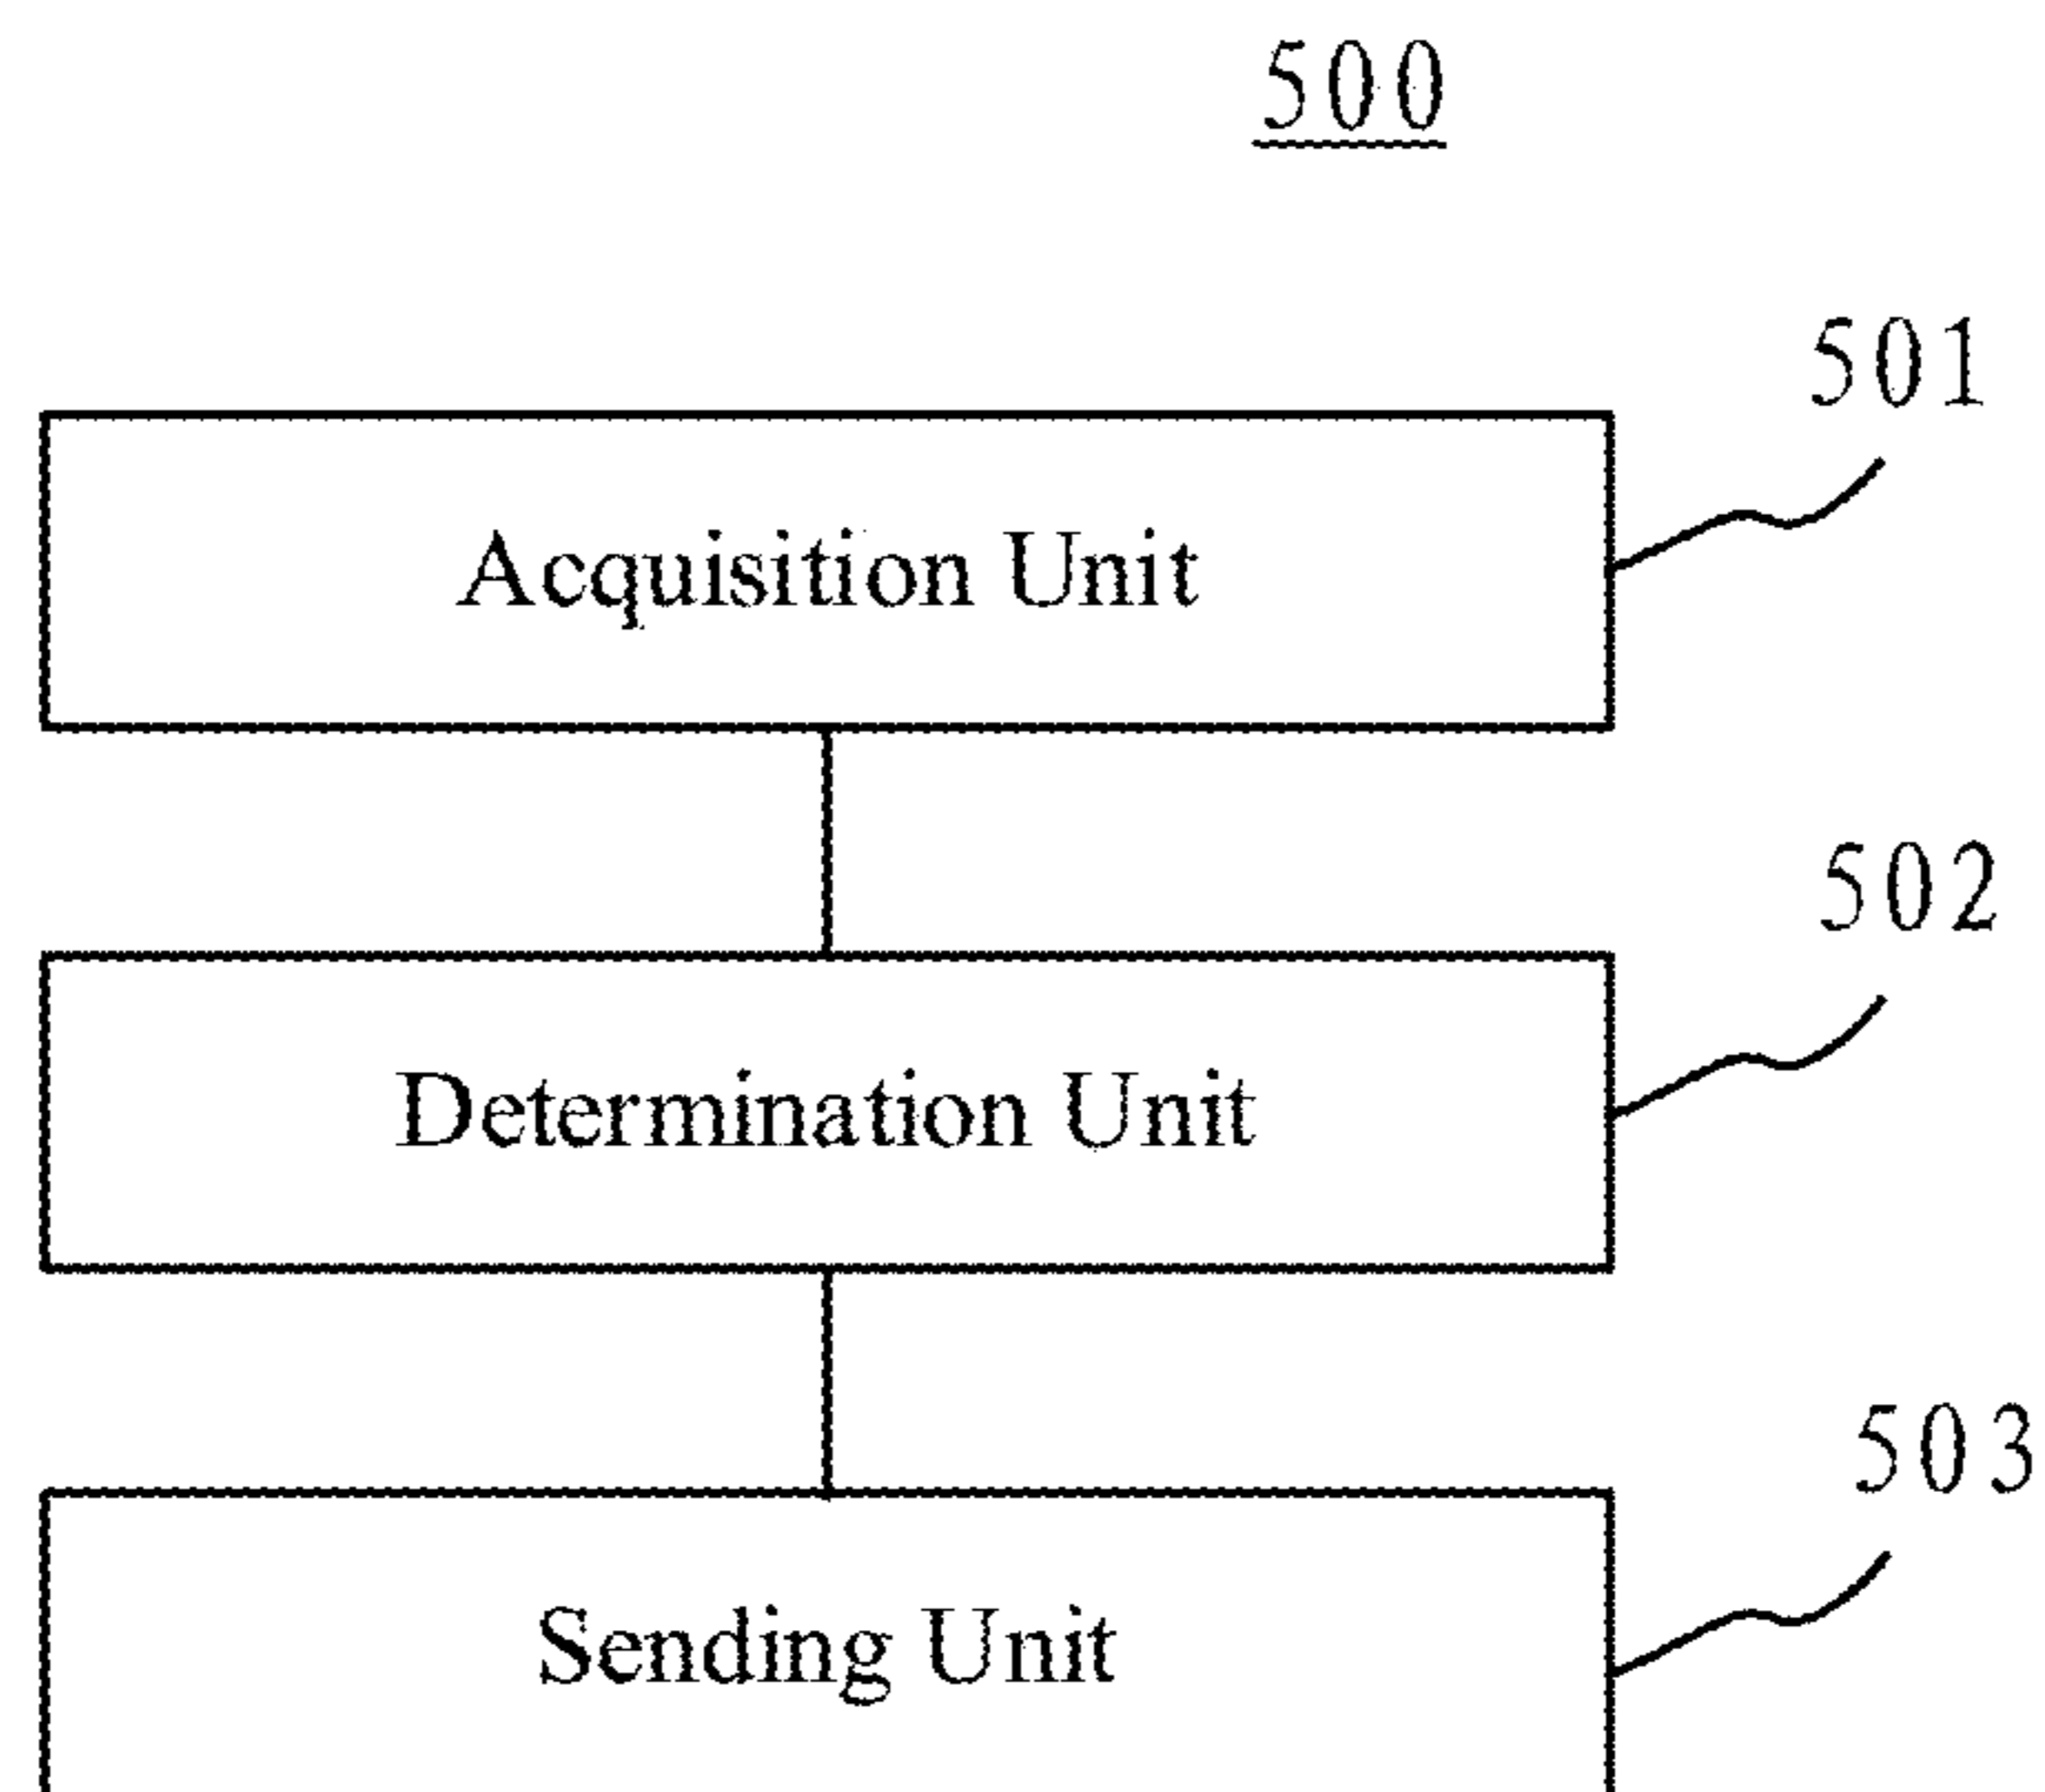 500
501
Acquisition Unit
502
Determination Unit
503
Sending Unit